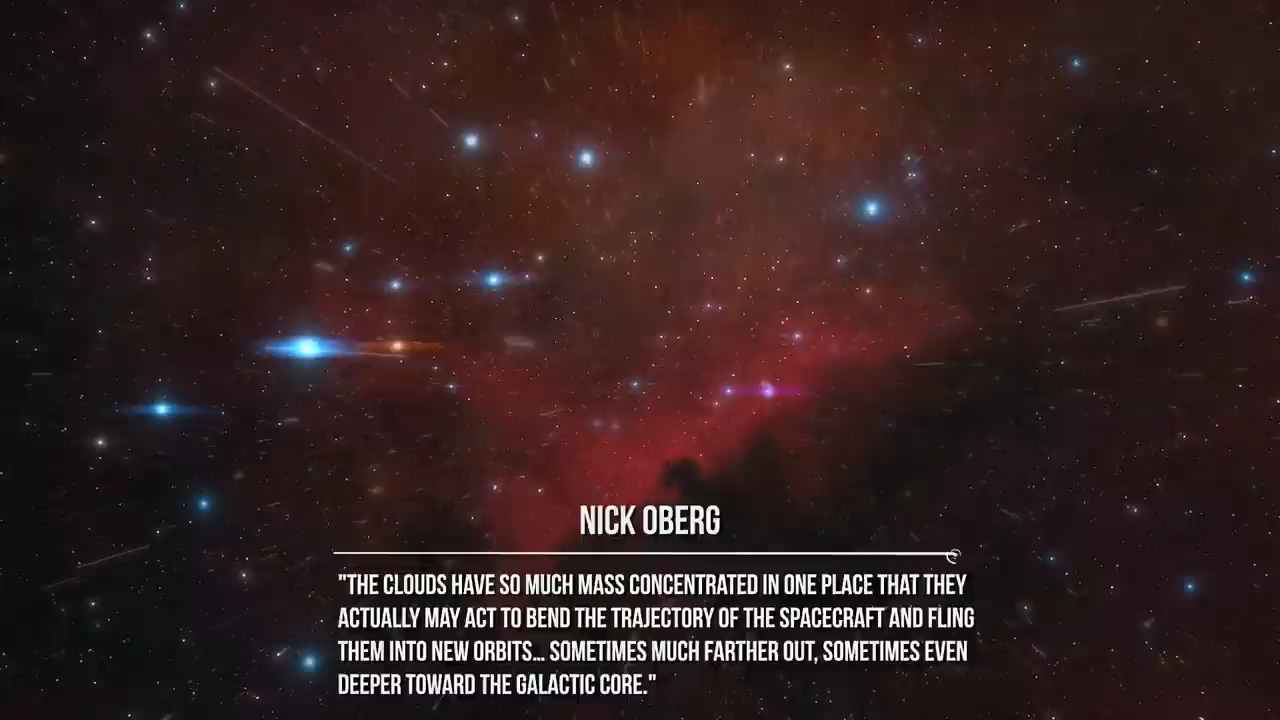 NICK OBERG
"THE CLOUDS HAVE SO MUCH MASS CONCENTRATED IN ONE PLACE THAT THEY
ACTUALLY MAY ACT TO BEND THE TRAJECTORY OF THE SPACECRAFT AND FLING
THEM INTO NEW ORBITS... SOMETIMES MUCH FARTHER OUT, SOMETIMES EVEN
DEEPER TOWARD THE GALACTIC CORE."